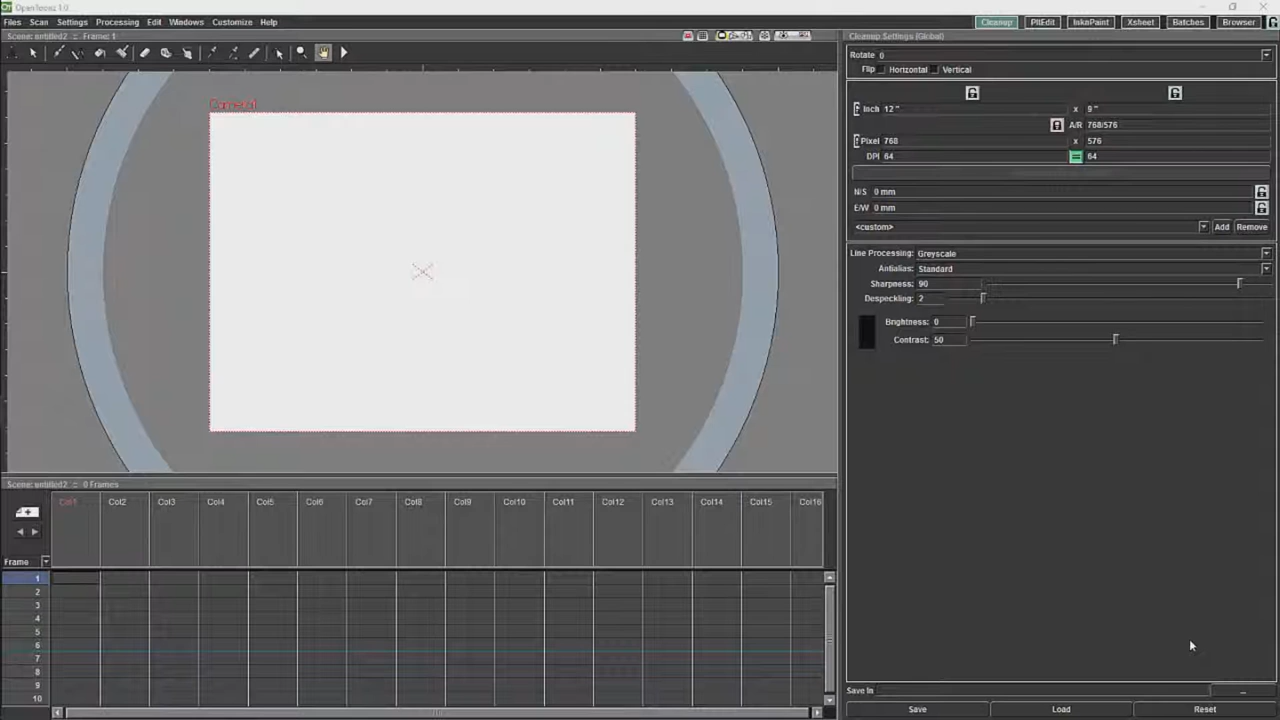 OpenToonz 1.0
Files Scan Settings Processing Edit Windows Customize Help
Cleanup PltEdit InknPaint Xsheet Batches Browser
Scene: untitled2 :: Frame: 1
Cleanup Settings (Global)
Rotate 0
Flip Horizontal Vertical
Inch 12 " x 9 "
A/R 768/576
Pixel 768 x 576
DPI 64 64
N/S 0 mm
E/W 0 mm
<custom> Add Remove
Line Processing: Greyscale
Antialias: Standard
Sharpness: 90
Despeckling: 2
Brightness: 0
Contrast: 50
Camera1
Scene: untitled2 :: 0 Frames
Col1 Col2 Col3 Col4 Col5 Col6 Col7 Col8 Col9 Col10 Col11 Col12 Col13 Col14 Col15 Col16
Frame
1
2
3
4
5
6
7
8
9
10
Save In ...
Save Load Reset